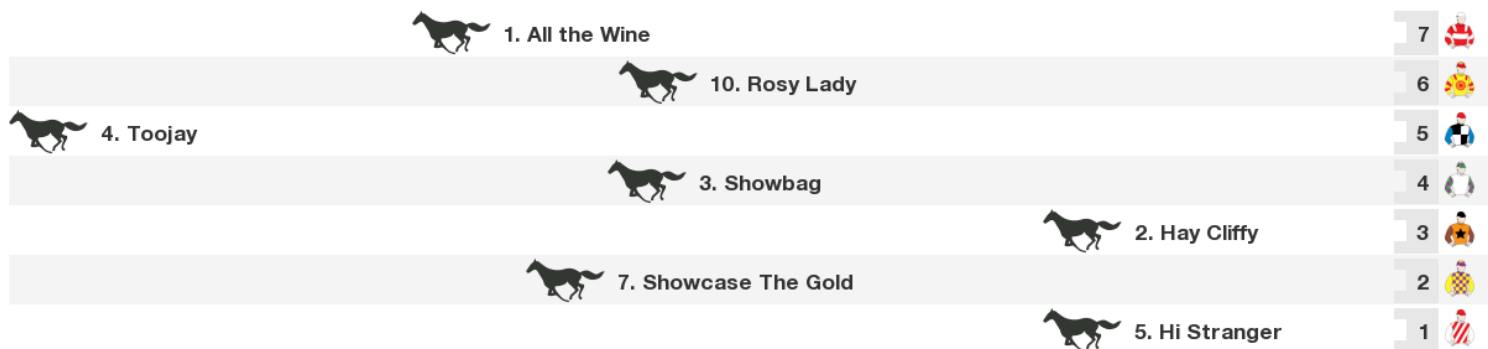 1. All the Wine 7
10. Rosy Lady 6
4. Toojay 5
3. Showbag 4
2. Hay Cliffy 3
7. Showcase The Gold 2
5. Hi Stranger 1